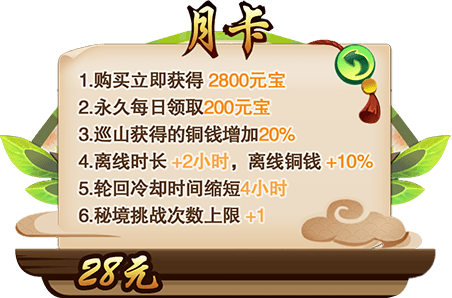 月卡
1.购买立即获得 2800元宝
2.永久每日领取200元宝
3.巡山获得的铜钱增加20%
4.离线时长 +2小时，离线铜钱 +10%
5.轮回冷却时间缩短4小时
6.秘境挑战次数上限 +1
28元